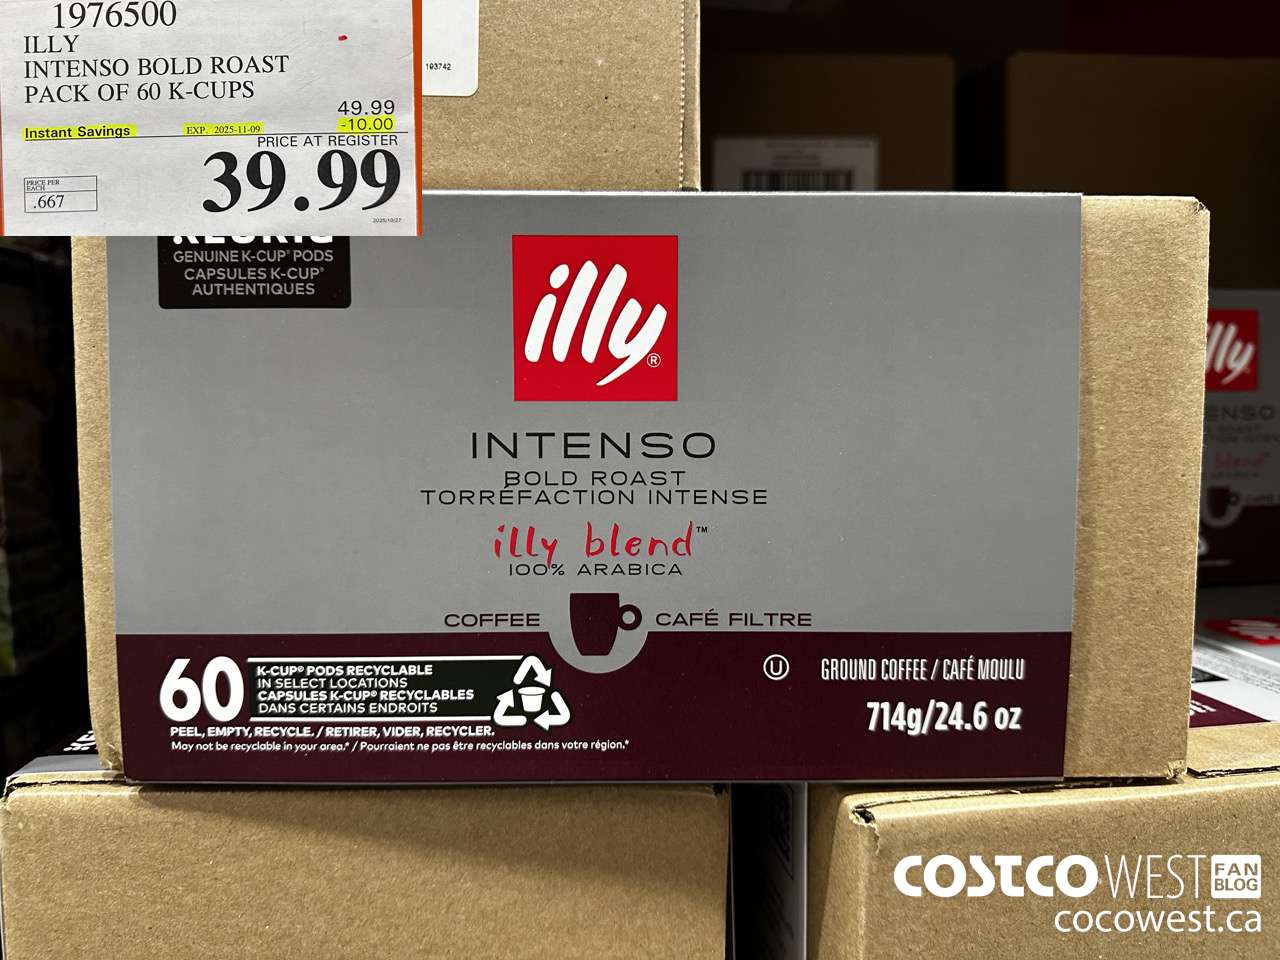 1976500
ILLY
INTENSO BOLD ROAST
PACK OF 60 K-CUPS
49.99
Instant Savings EXP. 2025-11-09 -10.00
PRICE AT REGISTER
39.99
PRICE PER
EACH
.667
2025/10/27
193742
KEURIG
GENUINE K-CUP® PODS
CAPSULES K-CUP®
AUTHENTIQUES
illy®
INTENSO
BOLD ROAST
TORRÉFACTION INTENSE
illy blend™
100% ARABICA
COFFEE CAFÉ FILTRE
60
K-CUP® PODS RECYCLABLE
IN SELECT LOCATIONS
CAPSULES K-CUP® RECYCLABLES
DANS CERTAINS ENDROITS
PEEL, EMPTY, RECYCLE. / RETIRER, VIDER, RECYCLER.
May not be recyclable in your area.* / Pourraient ne pas être recyclables dans votre région.*
U
GROUND COFFEE / CAFÉ MOULU
714g/24.6 oz
illy
ENSO
blend
COSTCO WEST FAN BLOG
cocowest.ca